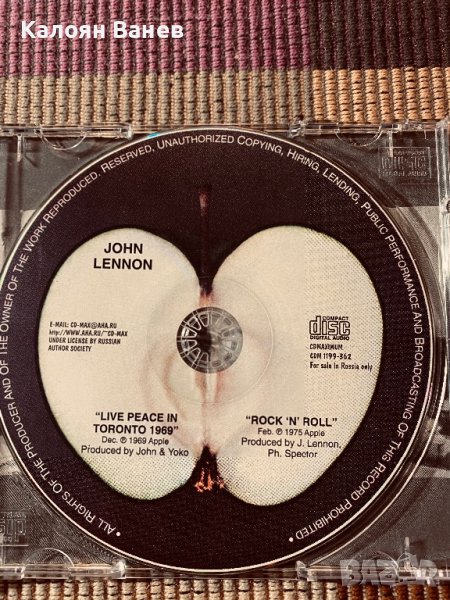 Калоян Ванев
• ALL RIGHTS OF THE PRODUCER AND OF THE OWNER OF THE WORK REPRODUCED. RESERVED, UNAUTHORIZED COPYING, HIRING, LENDING, PUBLIC PERFORMANCE AND BROADCASTING OF THIS RECORD PROHIBITED •
JOHN
LENNON
E-MAIL: CD-MAX@AHA.RU
http://WWW.AHA.RU/~CD-MAX
UNDER LICENSE BY RUSSIAN
AUTHOR SOCIETY
COMPACT
disc
DIGITAL AUDIO
CDMAXIMUM
CDM 1199-362
For sale in Russia only
"LIVE PEACE IN
TORONTO 1969"
Dec. ℗ 1969 Apple
Produced by John & Yoko
"ROCK 'N' ROLL"
Feb. ℗ 1975 Apple
Produced by J. Lennon,
Ph. Spector
BAZAR